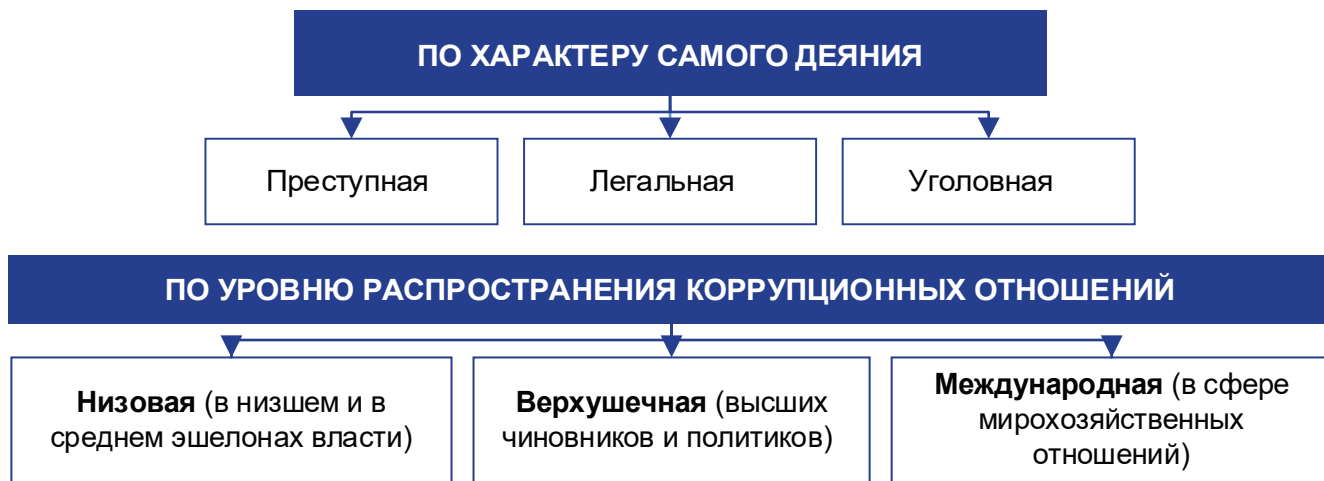 ПО ХАРАКТЕРУ САМОГО ДЕЯНИЯ
Преступная
Легальная
Уголовная
ПО УРОВНЮ РАСПРОСТРАНЕНИЯ КОРРУПЦИОННЫХ ОТНОШЕНИЙ
Низовая (в низшем и в
среднем эшелонах власти)
Верхушечная (высших
чиновников и политиков)
Международная (в сфере
мирохозяйственных
отношений)